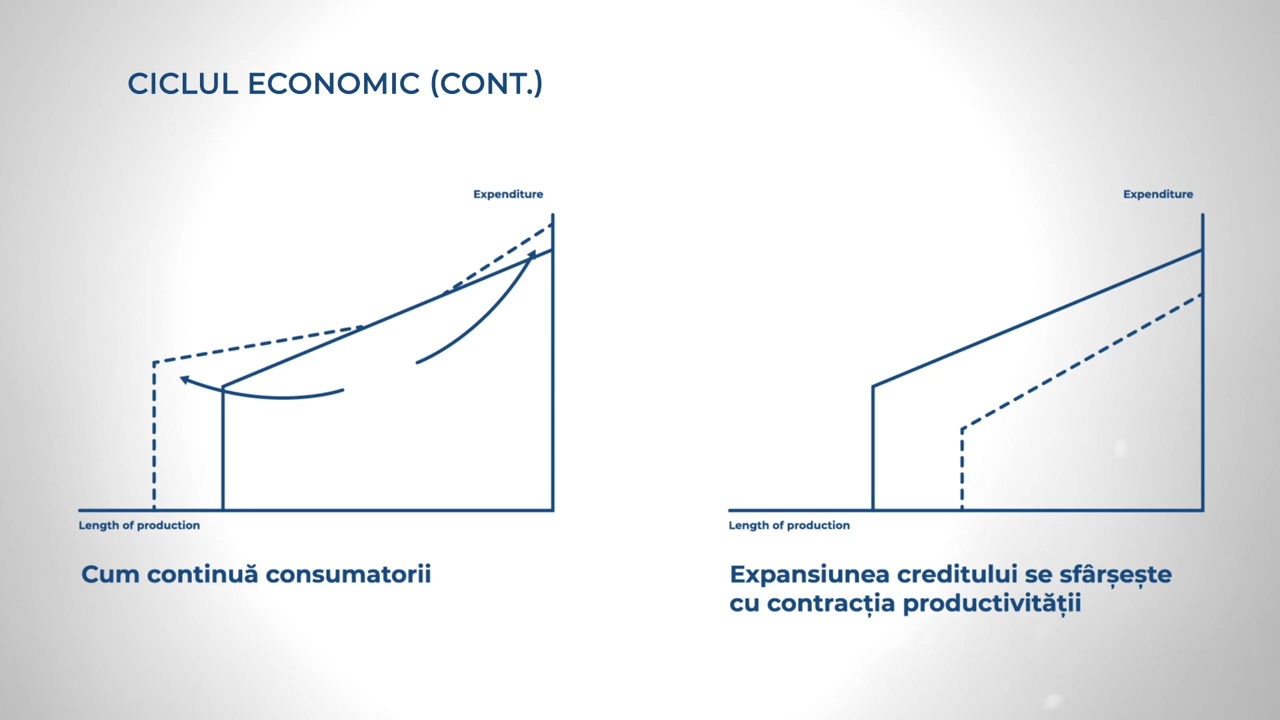 CICLUL ECONOMIC (CONT.)
Expenditure
Length of production
Cum continuă consumatorii
Expenditure
Length of production
Expansiunea creditului se sfârșește
cu contracția productivității